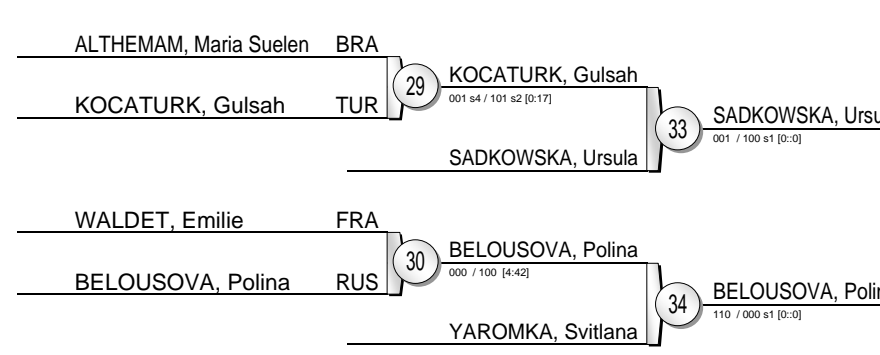 ALTHEMAM, Maria Suelen BRA
29
KOCATURK, Gulsah
001 s4 / 101 s2 [0:17]
KOCATURK, Gulsah TUR
33
SADKOWSKA, Ursu
001 / 100 s1 [0::0]
SADKOWSKA, Ursula
WALDET, Emilie FRA
30
BELOUSOVA, Polina
000 / 100 [4:42]
BELOUSOVA, Polina RUS
34
BELOUSOVA, Polin
110 / 000 s1 [0::0]
YAROMKA, Svitlana